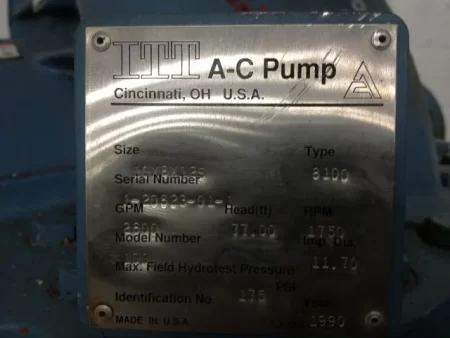 ITT A-C Pump
Cincinnati, OH U.S.A.
Size Type
8100
Serial Number
GPM Head(ft) RPM
77.00 1750
Model Number Imp. Dia.
11.70
Max. Field Hydrotest Pressure
175 PSI
Identification No. Year
1990
MADE IN U.S.A.